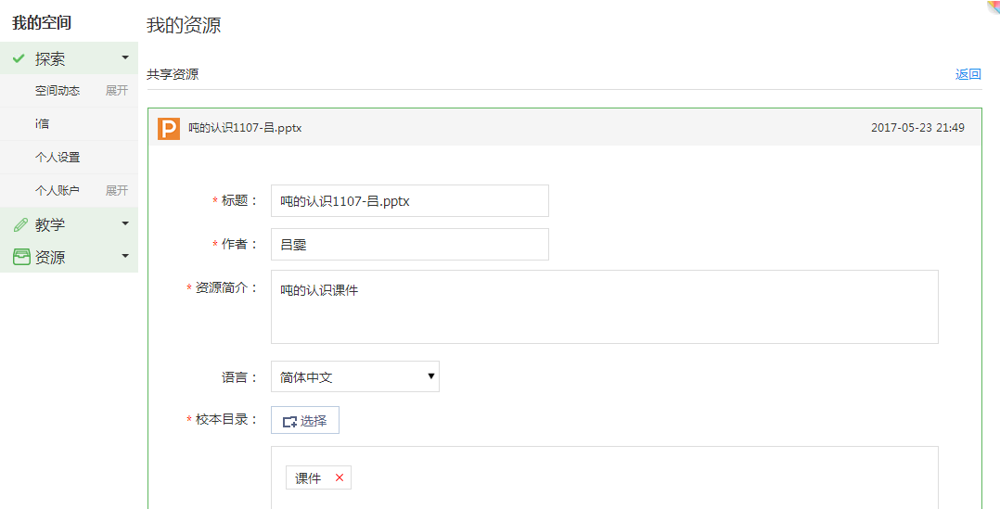 我的空间
我的资源
探索
空间动态 展开
i信
个人设置
个人账户 展开
教学
资源
共享资源 返回
P 吨的认识1107-吕.pptx 2017-05-23 21:49
* 标题： 吨的认识1107-吕.pptx
* 作者： 吕雯
* 资源简介： 吨的认识课件
语言： 简体中文
* 校本目录： 选择
课件 ×